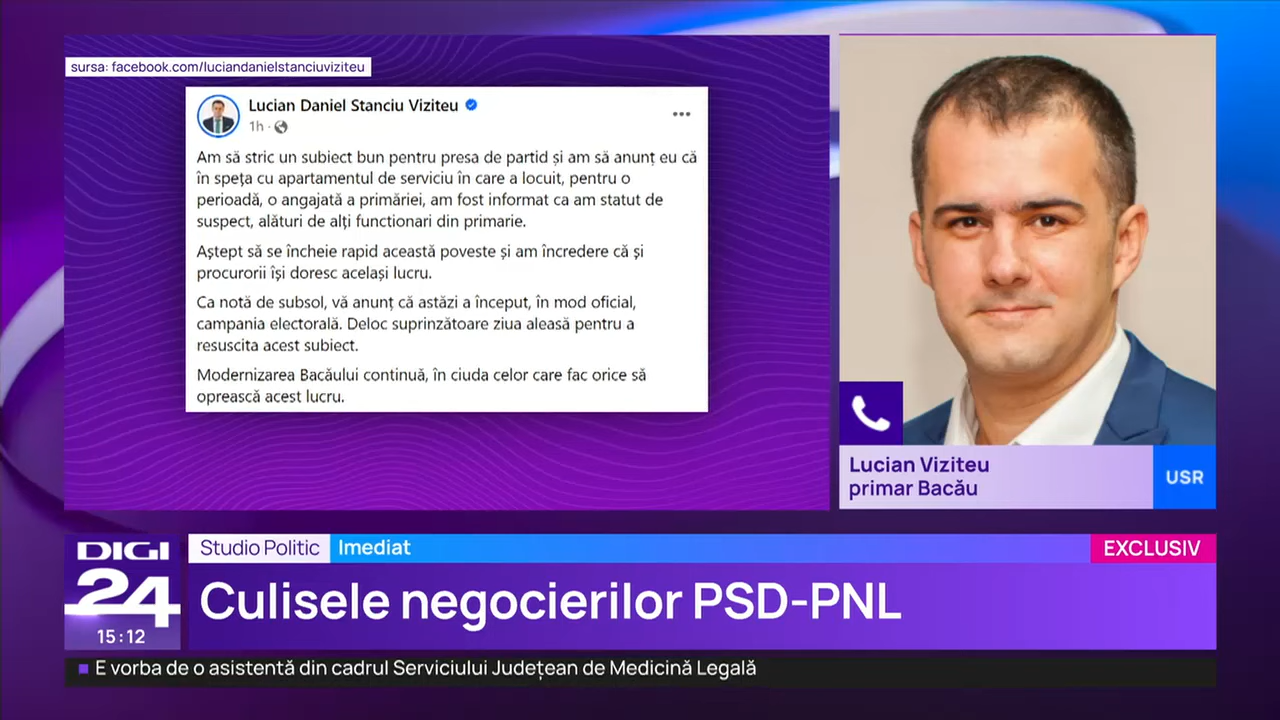 sursa: facebook.com/luciandanielstanciuviziteu
Lucian Daniel Stanciu Viziteu
1h ·
Am să stric un subiect bun pentru presa de partid și am să anunț eu că
în speța cu apartamentul de serviciu în care a locuit, pentru o
perioadă, o angajată a primăriei, am fost informat ca am statut de
suspect, alături de alți functionari din primarie.
Aștept să se încheie rapid această poveste și am încredere că și
procurorii își doresc același lucru.
Ca notă de subsol, vă anunț că astăzi a început, în mod oficial,
campania electorală. Deloc suprinzătoare ziua aleasă pentru a
resuscita acest subiect.
Modernizarea Bacăului continuă, în ciuda celor care fac orice să
oprească acest lucru.
Lucian Viziteu
primar Bacău
USR
DIGI
24
15:12
Studio Politic
Imediat
EXCLUSIV
Culisele negocierilor PSD-PNL
E vorba de o asistentă din cadrul Serviciului Județean de Medicină Legală